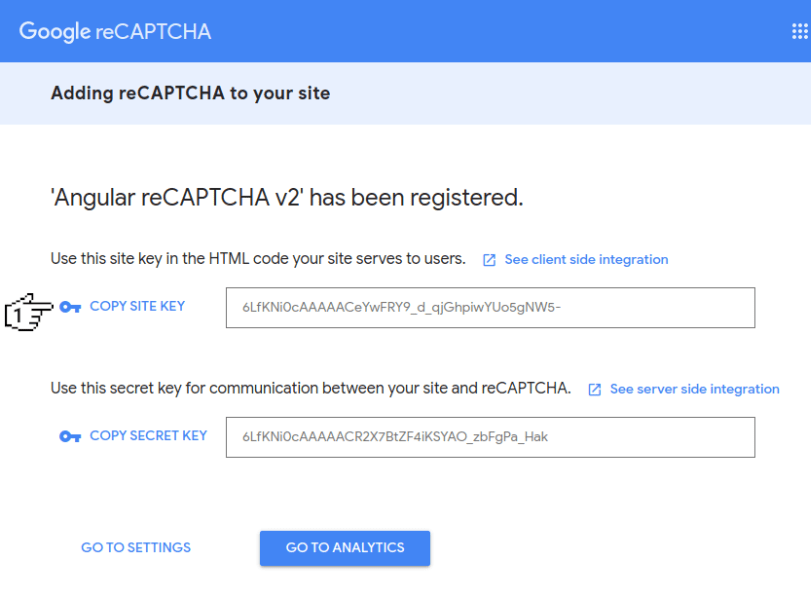 Google reCAPTCHA
Adding reCAPTCHA to your site
'Angular reCAPTCHA v2' has been registered.
Use this site key in the HTML code your site serves to users. See client side integration
1 COPY SITE KEY 6LfKNi0cAAAAACeYwFRY9_d_qjGhpiwYUo5gNW5-
Use this secret key for communication between your site and reCAPTCHA. See server side integration
COPY SECRET KEY 6LfKNi0cAAAAACR2X7BtZF4iKSYAO_zbFgPa_Hak
GO TO SETTINGS GO TO ANALYTICS